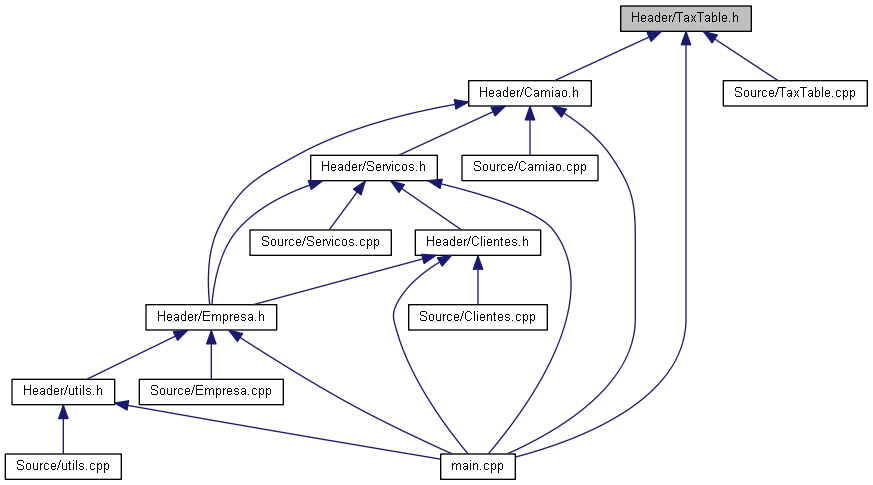 Header/TaxTable.h
Header/Camiao.h
Source/TaxTable.cpp
Header/Servicos.h
Source/Camiao.cpp
Source/Servicos.cpp
Header/Clientes.h
Header/Empresa.h
Source/Clientes.cpp
Header/utils.h
Source/Empresa.cpp
Source/utils.cpp
main.cpp